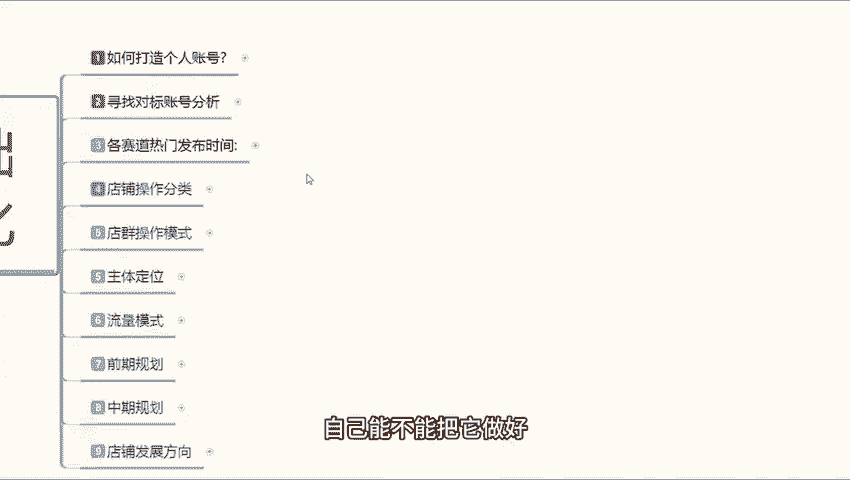 1 如何打造个人账号?
2 寻找对标账号分析
3 各赛道热门发布时间:
4 店铺操作分类
店群操作模式
5 主体定位
6 流量模式
7 前期规划
8 中期规划
9 店铺发展方向
自己能不能把它做好